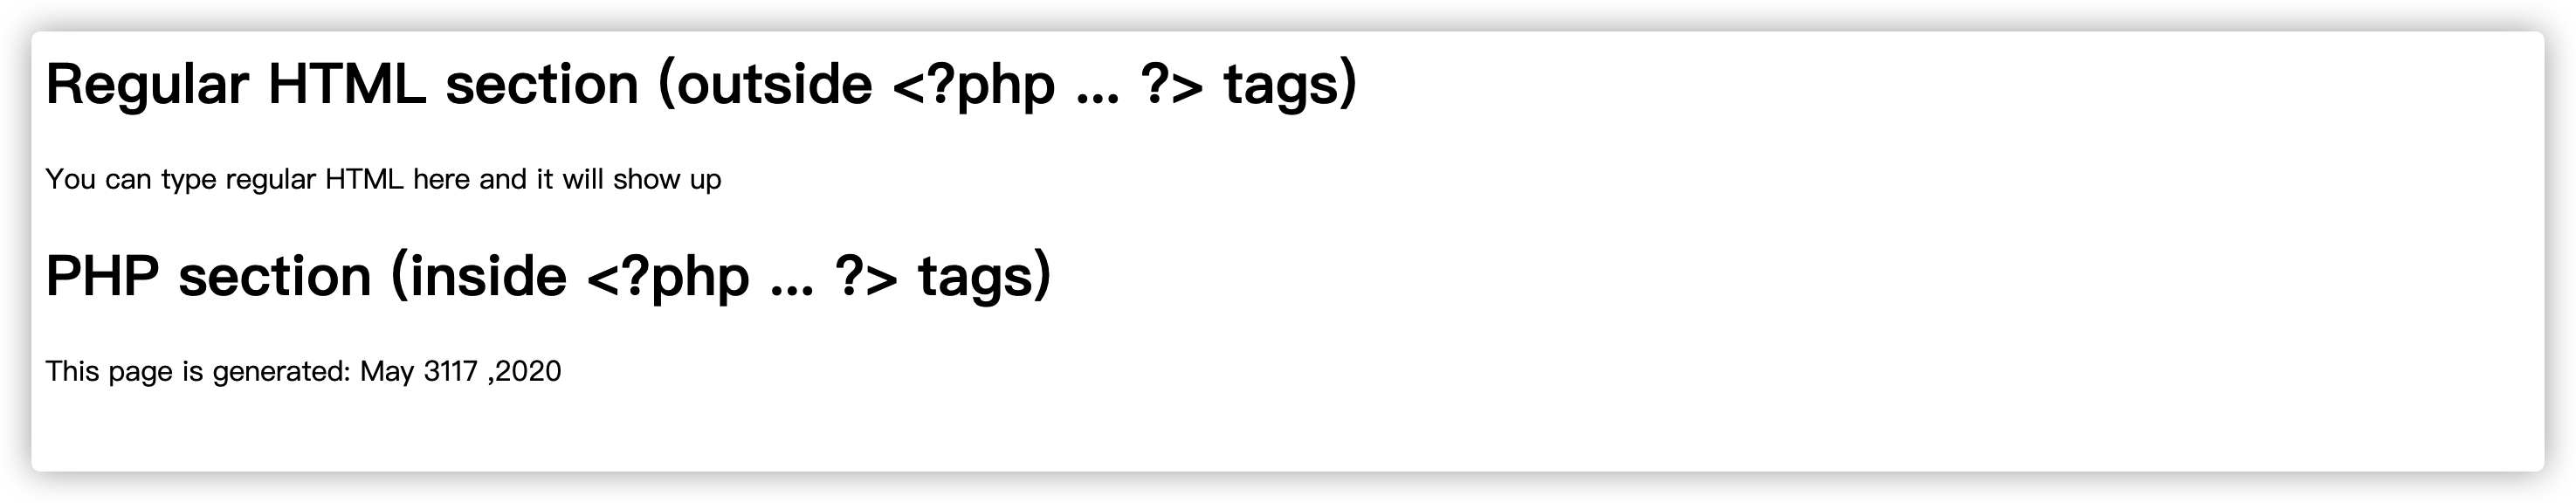 Regular HTML section (outside <?php ... ?> tags)
You can type regular HTML here and it will show up
PHP section (inside <?php ... ?> tags)
This page is generated: May 3117 ,2020